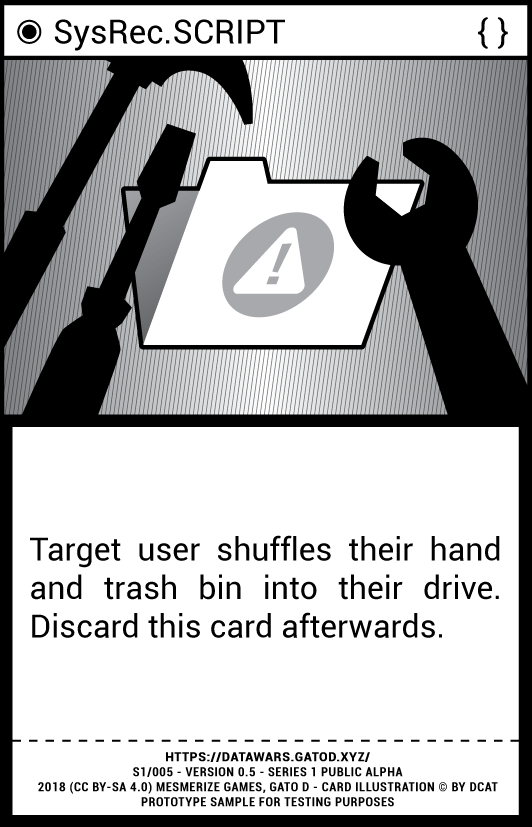 SysRec.SCRIPT { }
!
Target user shuffles their hand
and trash bin into their drive.
Discard this card afterwards.
HTTPS://DATAWARS.GATOD.XYZ/
S1/005 - VERSION 0.5 - SERIES 1 PUBLIC ALPHA
2018 (CC BY-SA 4.0) MESMERIZE GAMES, GATO D - CARD ILLUSTRATION © BY DCAT
PROTOTYPE SAMPLE FOR TESTING PURPOSES